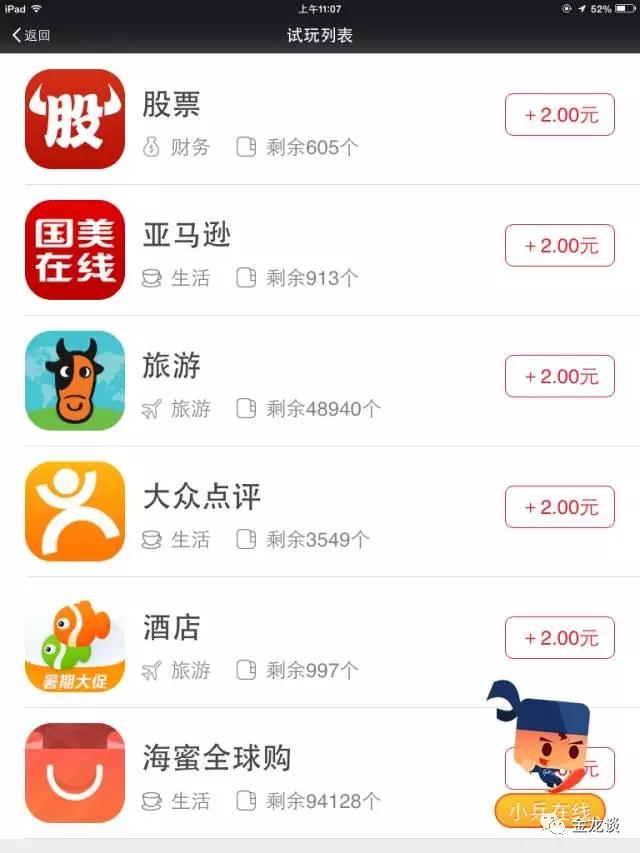 iPad 上午11:07 52%
返回 试玩列表
股
股票
+2.00元
财务 剩余605个
国美
在线
亚马逊
+2.00元
生活 剩余913个
旅游
+2.00元
旅游 剩余48940个
大众点评
+2.00元
生活 剩余3549个
酒店
+2.00元
暑期大促
旅游 剩余997个
海蜜全球购
元
生活 剩余94128个
小兵在线
金龙谈